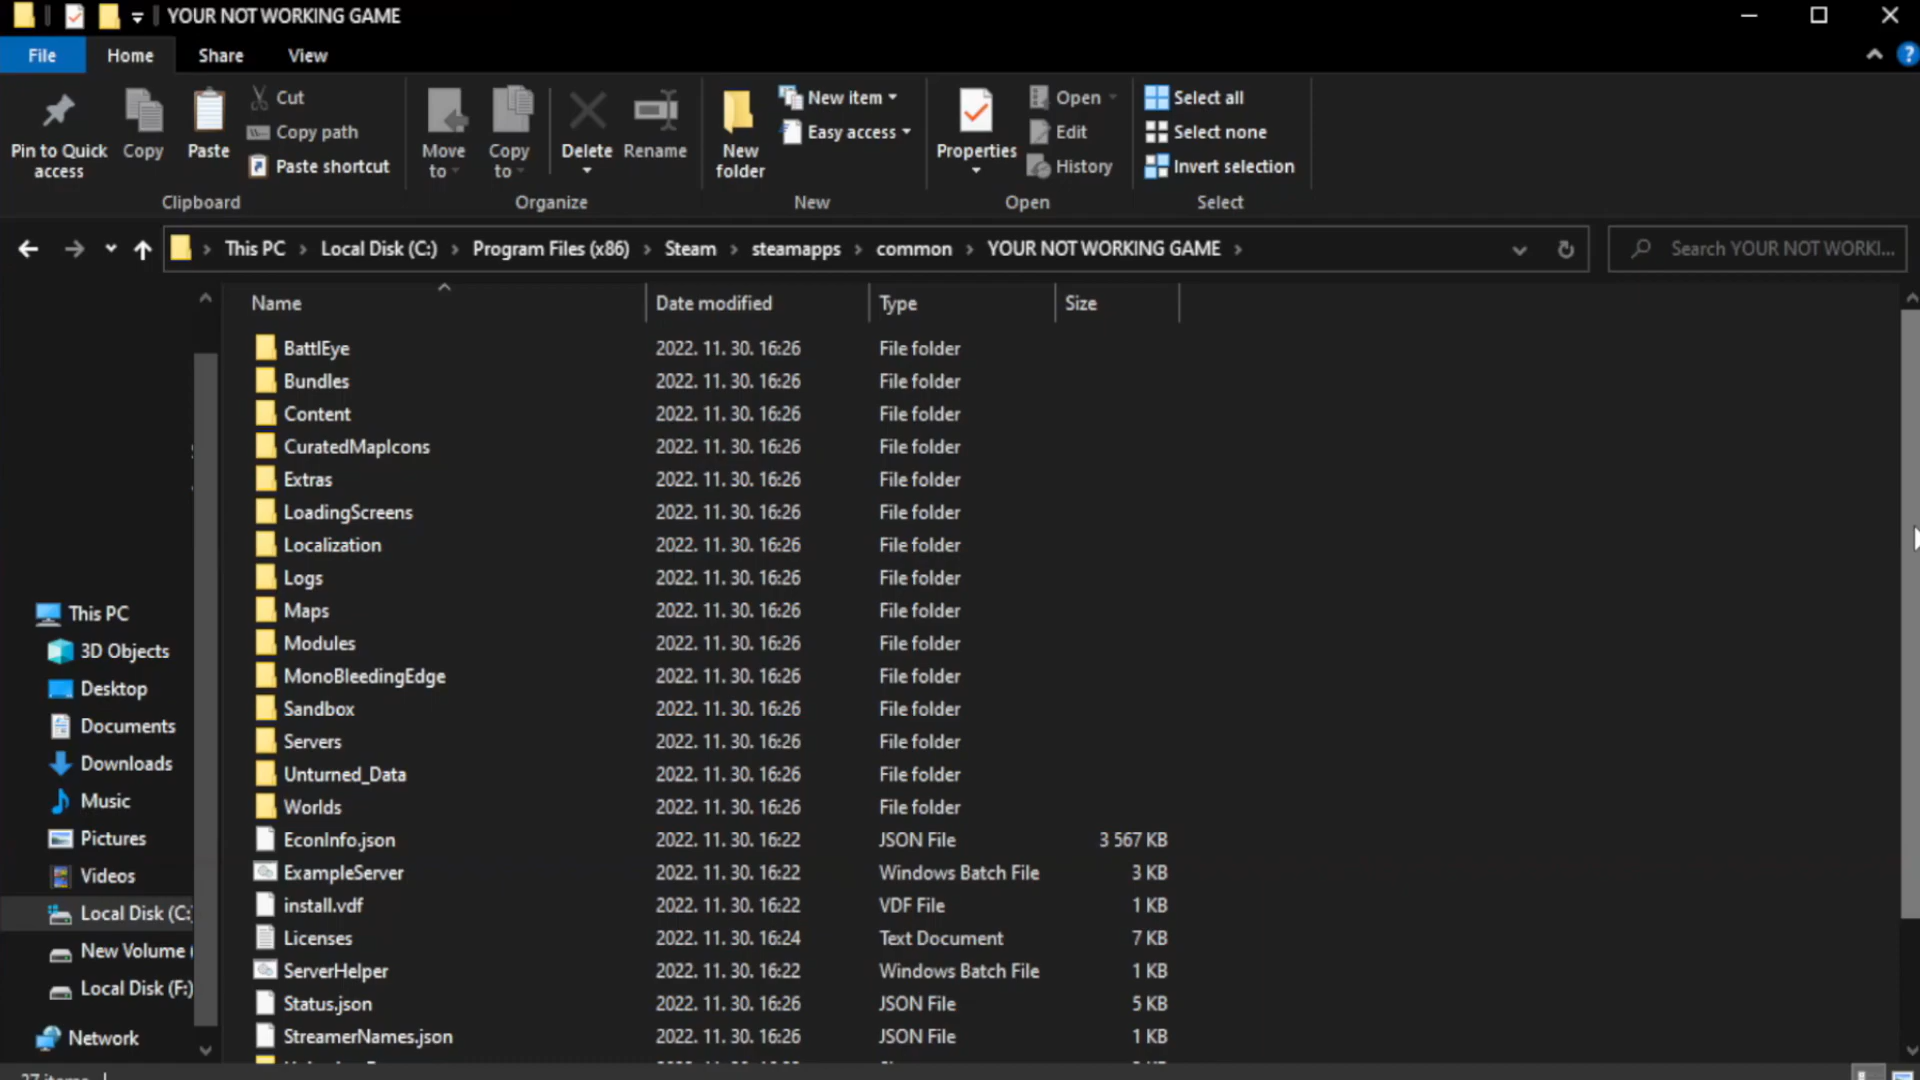 YOUR NOT WORKING GAME
File Home Share View
Pin to Quick access
Copy
Paste
Cut
Copy path
Paste shortcut
Clipboard
Move to
Copy to
Delete
Rename
Organize
New folder
New item
Easy access
New
Properties
Open
Edit
History
Open
Select all
Select none
Invert selection
Select
This PC > Local Disk (C:) > Program Files (x86) > Steam > steamapps > common > YOUR NOT WORKING GAME >
Search YOUR NOT WORKI...
This PC
3D Objects
Desktop
Documents
Downloads
Music
Pictures
Videos
Local Disk (C:
New Volume
Local Disk (F:)
Network
Name Date modified Type Size
BattlEye 2022. 11. 30. 16:26 File folder
Bundles 2022. 11. 30. 16:26 File folder
Content 2022. 11. 30. 16:26 File folder
CuratedMapIcons 2022. 11. 30. 16:26 File folder
Extras 2022. 11. 30. 16:26 File folder
LoadingScreens 2022. 11. 30. 16:26 File folder
Localization 2022. 11. 30. 16:26 File folder
Logs 2022. 11. 30. 16:26 File folder
Maps 2022. 11. 30. 16:26 File folder
Modules 2022. 11. 30. 16:26 File folder
MonoBleedingEdge 2022. 11. 30. 16:26 File folder
Sandbox 2022. 11. 30. 16:26 File folder
Servers 2022. 11. 30. 16:26 File folder
Unturned_Data 2022. 11. 30. 16:26 File folder
Worlds 2022. 11. 30. 16:26 File folder
EconInfo.json 2022. 11. 30. 16:22 JSON File 3 567 KB
ExampleServer 2022. 11. 30. 16:22 Windows Batch File 3 KB
install.vdf 2022. 11. 30. 16:22 VDF File 1 KB
Licenses 2022. 11. 30. 16:24 Text Document 7 KB
ServerHelper 2022. 11. 30. 16:22 Windows Batch File 1 KB
Status.json 2022. 11. 30. 16:26 JSON File 5 KB
StreamerNames.json 2022. 11. 30. 16:26 JSON File 1 KB